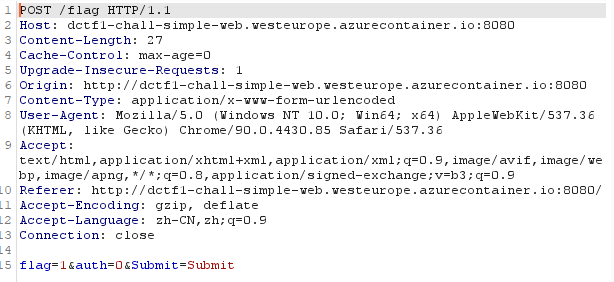 1 POST /flag HTTP/1.1
2 Host: dctf1-chall-simple-web.westeurope.azurecontainer.io:8080
3 Content-Length: 27
4 Cache-Control: max-age=0
5 Upgrade-Insecure-Requests: 1
6 Origin: http://dctf1-chall-simple-web.westeurope.azurecontainer.io:8080
7 Content-Type: application/x-www-form-urlencoded
8 User-Agent: Mozilla/5.0 (Windows NT 10.0; Win64; x64) AppleWebKit/537.36
(KHTML, like Gecko) Chrome/90.0.4430.85 Safari/537.36
9 Accept:
text/html,application/xhtml+xml,application/xml;q=0.9,image/avif,image/we
bp,image/apng,*/*;q=0.8,application/signed-exchange;v=b3;q=0.9
10 Referer: http://dctf1-chall-simple-web.westeurope.azurecontainer.io:8080/
11 Accept-Encoding: gzip, deflate
12 Accept-Language: zh-CN,zh;q=0.9
13 Connection: close
14
15 flag=1&auth=0&Submit=Submit